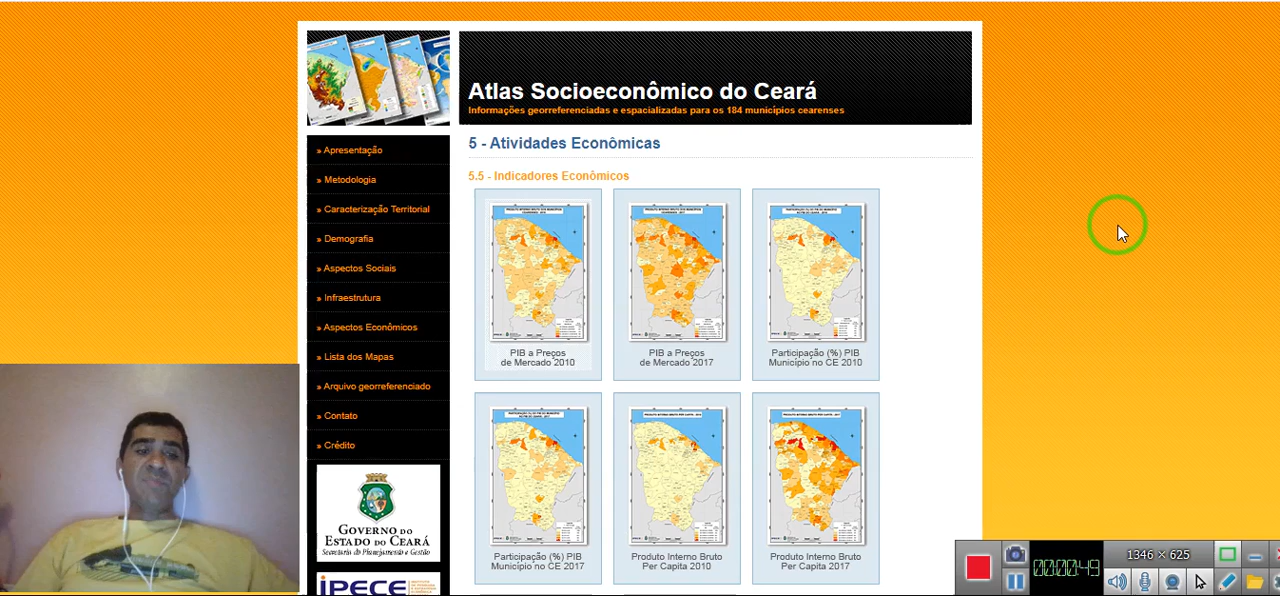 Atlas Socioeconômico do Ceará
Informações georreferenciadas e espacializadas para os 184 municípios cearenses
» Apresentação
» Metodologia
» Caracterização Territorial
» Demografia
» Aspectos Sociais
» Infraestrutura
» Aspectos Econômicos
» Lista dos Mapas
» Arquivo georreferenciado
» Contato
» Crédito
GOVERNO DO
ESTADO DO CEARÁ
Secretaria do Planejamento e Gestão
IPECE
5 - Atividades Econômicas
5.5 - Indicadores Econômicos
PIB a Preços
de Mercado 2010
PIB a Preços
de Mercado 2017
Participação (%) PIB
Município no CE 2010
Participação (%) PIB
Município no CE 2017
Produto Interno Bruto
Per Capita 2010
Produto Interno Bruto
Per Capita 2017
00:00:49
1346 × 625